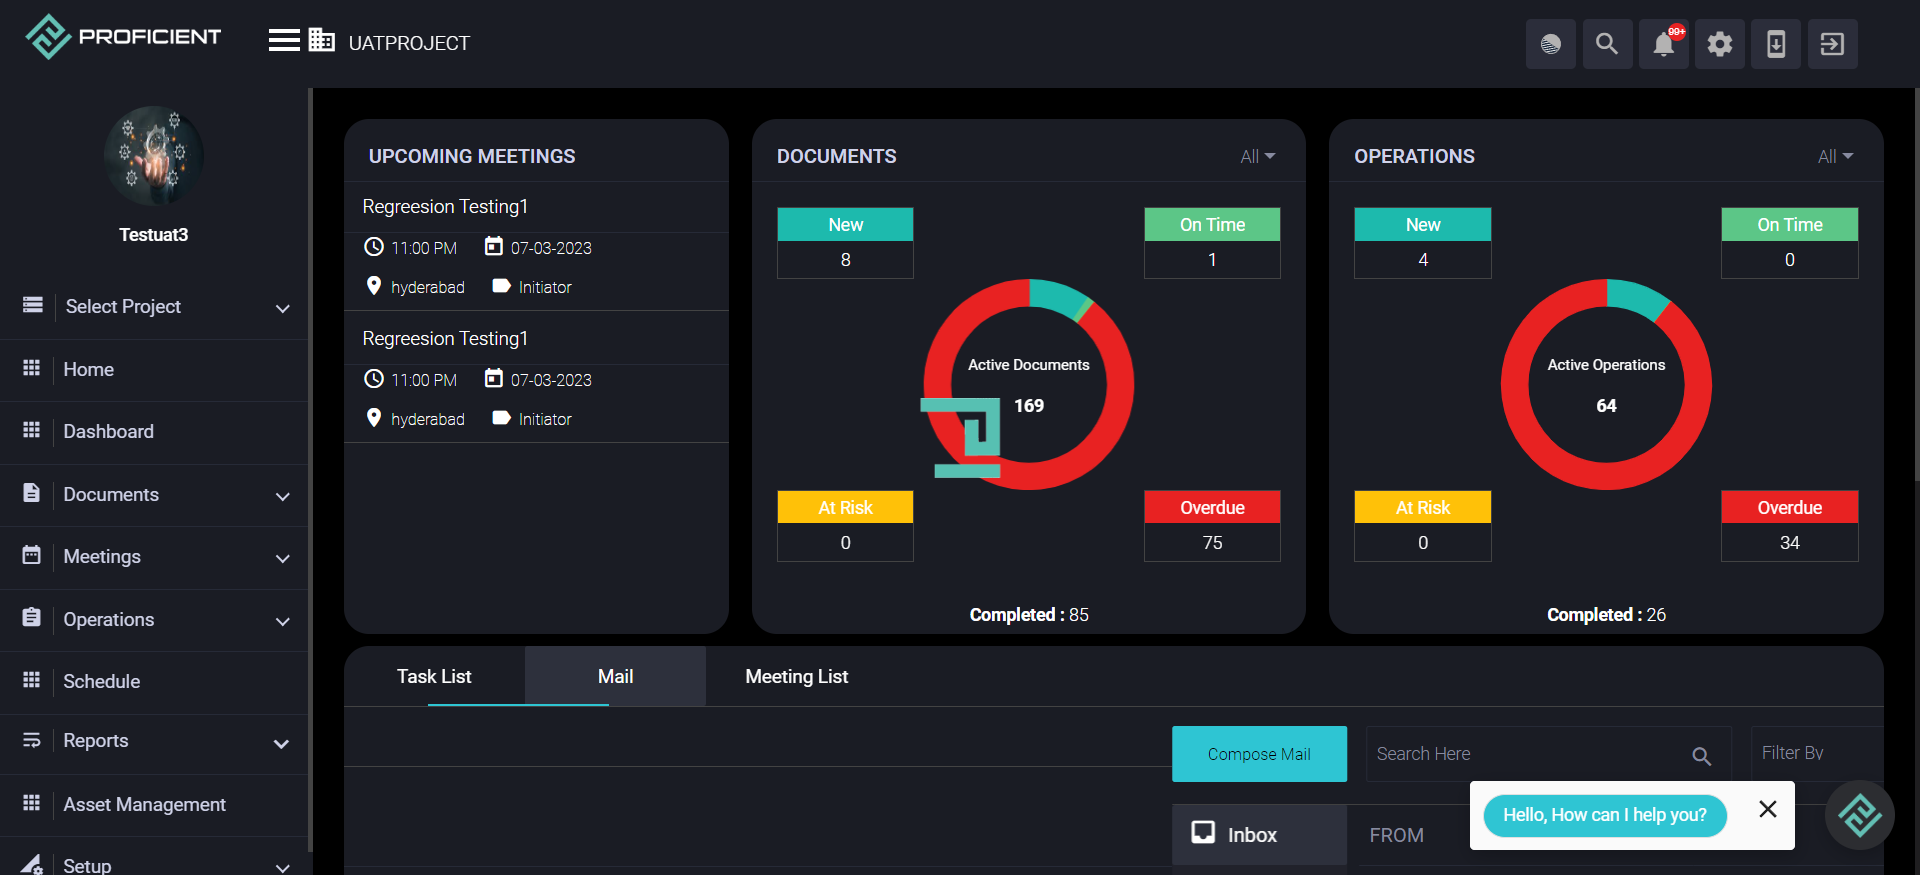 PROFICIENT
UATPROJECT
99+
Testuat3
Select Project
Home
Dashboard
Documents
Meetings
Operations
Schedule
Reports
Asset Management
Setup
UPCOMING MEETINGS
Regreesion Testing1
11:00 PM 07-03-2023
hyderabad Initiator
Regreesion Testing1
11:00 PM 07-03-2023
hyderabad Initiator
DOCUMENTS All
New
8
On Time
1
Active Documents
169
At Risk
0
Overdue
75
Completed : 85
OPERATIONS All
New
4
On Time
0
Active Operations
64
At Risk
0
Overdue
34
Completed : 26
Task List Mail Meeting List
Compose Mail Search Here Filter By
Inbox FROM
Hello, How can I help you?